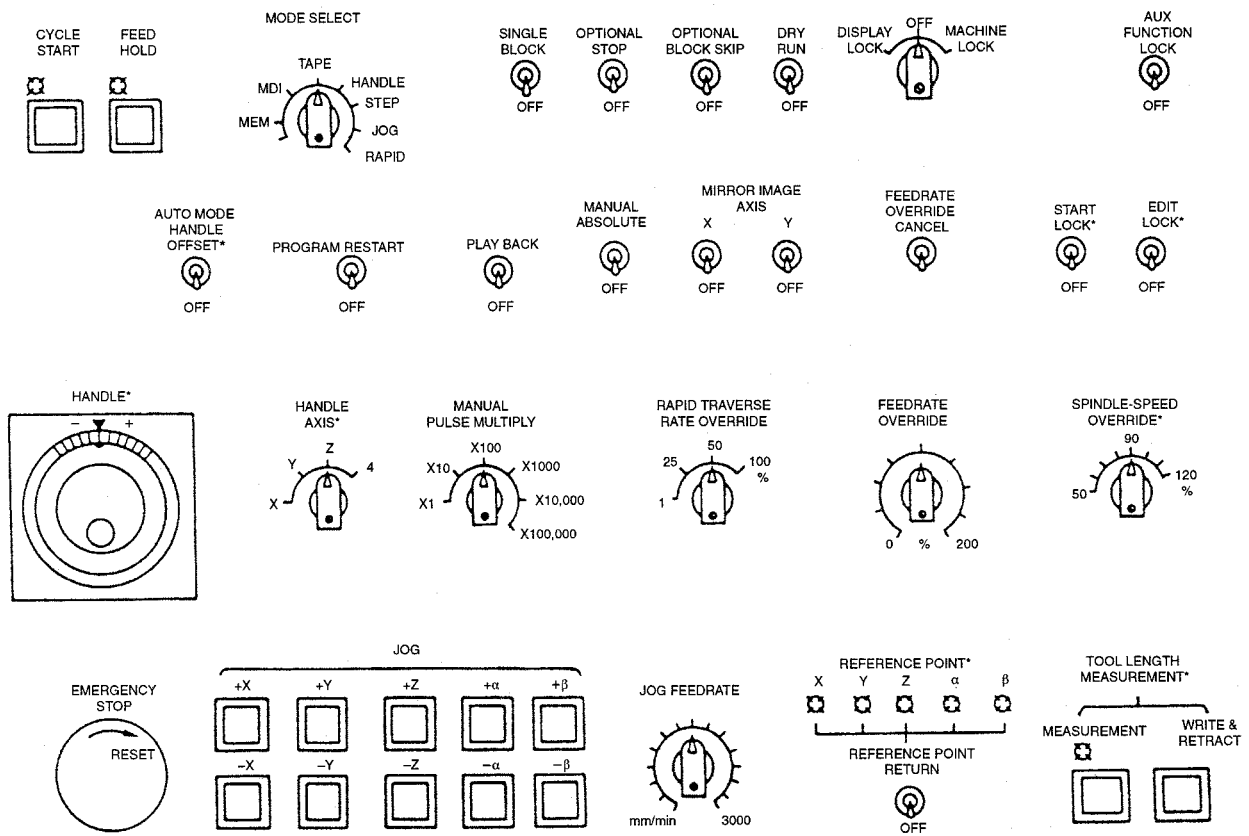 CYCLE
START
FEED
HOLD
MODE SELECT
MEM
MDI
TAPE
HANDLE
STEP
JOG
RAPID
SINGLE
BLOCK
OFF
OPTIONAL
STOP
OFF
OPTIONAL
BLOCK SKIP
OFF
DRY
RUN
OFF
DISPLAY
LOCK
OFF
MACHINE
LOCK
AUX
FUNCTION
LOCK
OFF
AUTO MODE
HANDLE
OFFSET*
OFF
PROGRAM RESTART
OFF
PLAY BACK
OFF
MANUAL
ABSOLUTE
OFF
MIRROR IMAGE
AXIS
X
Y
OFF
OFF
FEEDRATE
OVERRIDE
CANCEL
OFF
START
LOCK*
OFF
EDIT
LOCK*
OFF
HANDLE*
− +
HANDLE
AXIS*
X
Y
Z
4
MANUAL
PULSE MULTIPLY
X1
X10
X100
X1000
X10,000
X100,000
RAPID TRAVERSE
RATE OVERRIDE
1
25
50
100
%
FEEDRATE
OVERRIDE
0 % 200
SPINDLE-SPEED
OVERRIDE*
50
90
120
%
EMERGENCY
STOP
RESET
JOG
+X +Y +Z +α +β
−X −Y −Z −α −β
JOG FEEDRATE
mm/min 3000
REFERENCE POINT*
X Y Z α β
REFERENCE POINT
RETURN
OFF
TOOL LENGTH
MEASUREMENT*
MEASUREMENT
WRITE &
RETRACT